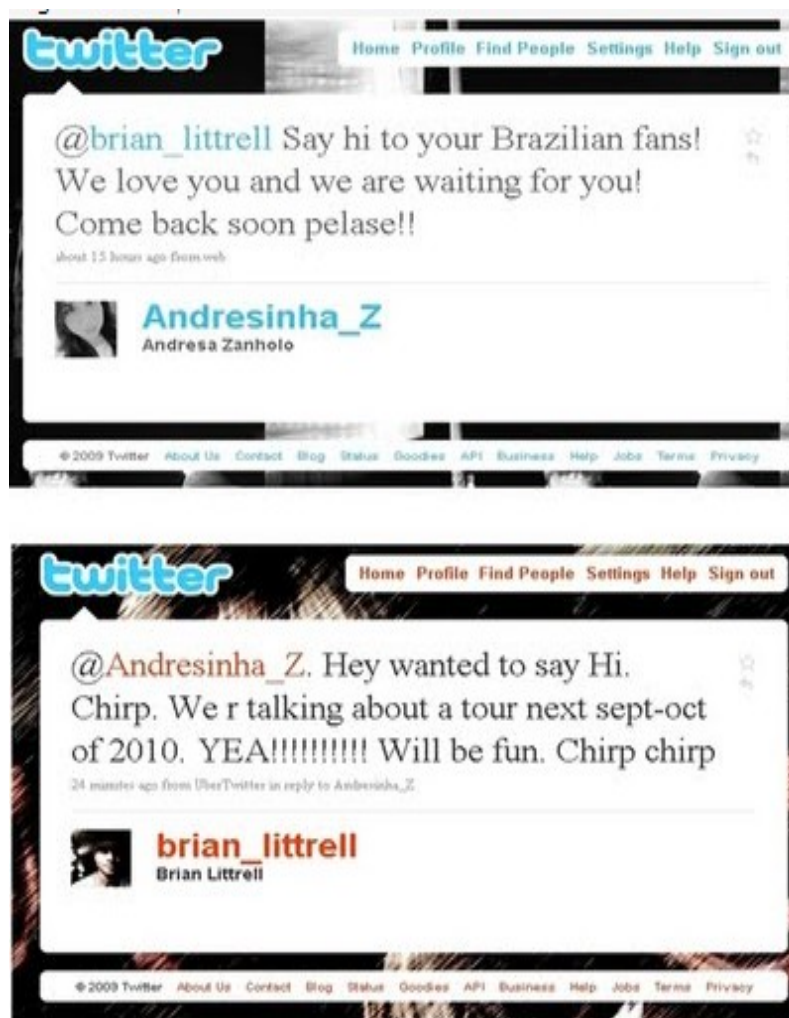 twitter
Home Profile Find People Settings Help Sign out
@brian_littrell Say hi to your Brazilian fans!
We love you and we are waiting for you!
Come back soon pelase!!
about 15 hours ago from web
Andresinha_Z
Andresa Zanholo
© 2009 Twitter About Us Contact Blog Status Goodies API Business Help Jobs Terms Privacy
twitter
Home Profile Find People Settings Help Sign out
@Andresinha_Z. Hey wanted to say Hi.
Chirp. We r talking about a tour next sept-oct
of 2010. YEA!!!!!!!!!! Will be fun. Chirp chirp
24 minutes ago from UberTwitter in reply to Andresinha_Z
brian_littrell
Brian Littrell
© 2009 Twitter About Us Contact Blog Status Goodies API Business Help Jobs Terms Privacy